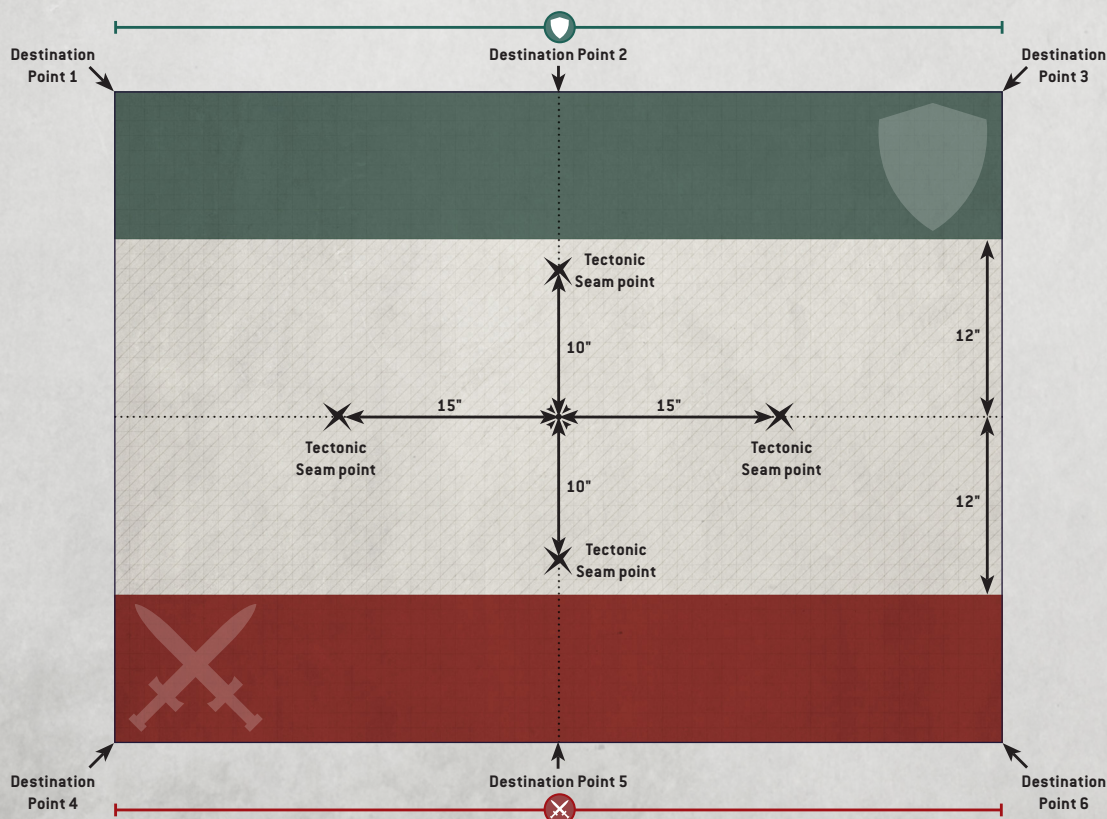 Destination Point 2
Destination
Point 1
Destination
Point 3
Tectonic
Seam point
12"
10"
15"
15"
Tectonic
Seam point
Tectonic
Seam point
10"
12"
Tectonic
Seam point
Destination
Point 4
Destination Point 5
Destination
Point 6